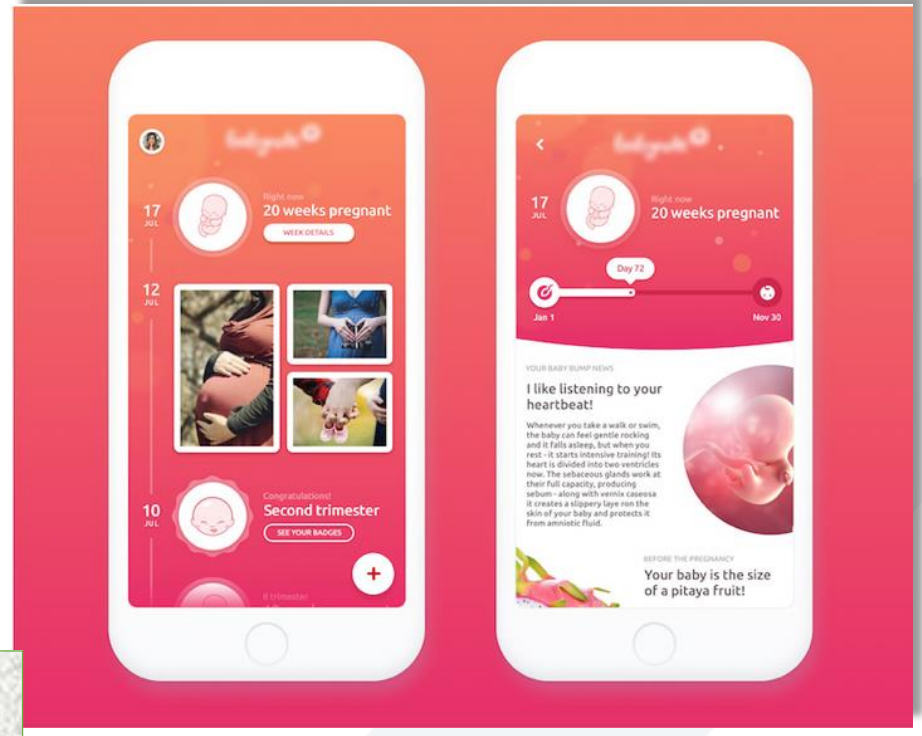 17
JUL
Right now
20 weeks pregnant
WEEK DETAILS
12
JUL
10
JUL
Congratulations!
Second trimester
SEE YOUR BADGES
+
II trimester
17
JUL
Right now
20 weeks pregnant
Day 72
Jan 1
Nov 30
YOUR BABY BUMP NEWS
I like listening to your
heartbeat!
Whenever you take a walk or swim,
the baby can feel gentle rocking
and it falls asleep, but when you
rest - it starts intensive training! Its
heart is divided into two ventricles
now. The sebaceous glands work at
their full capacity, producing
sebum - along with vernix caseosa
it creates a slippery laye ron the
skin of your baby and protects it
from amniotic fluid.
BEFORE THE PREGNANCY
Your baby is the size
of a pitaya fruit!